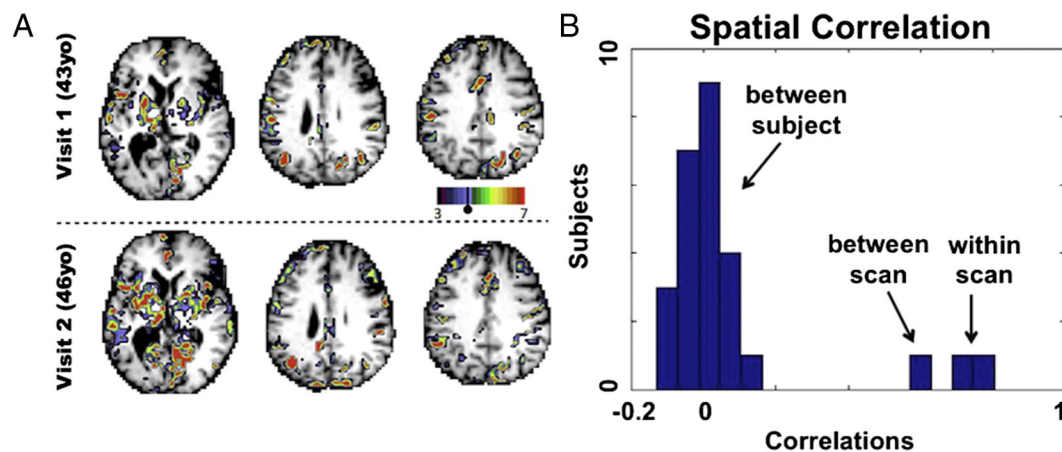 A
Visit 1 (43yo)
3
7
Visit 2 (46yo)
B
Spatial Correlation
10
Subjects
0
between
subject
between
scan
within
scan
-0.2
0
1
Correlations